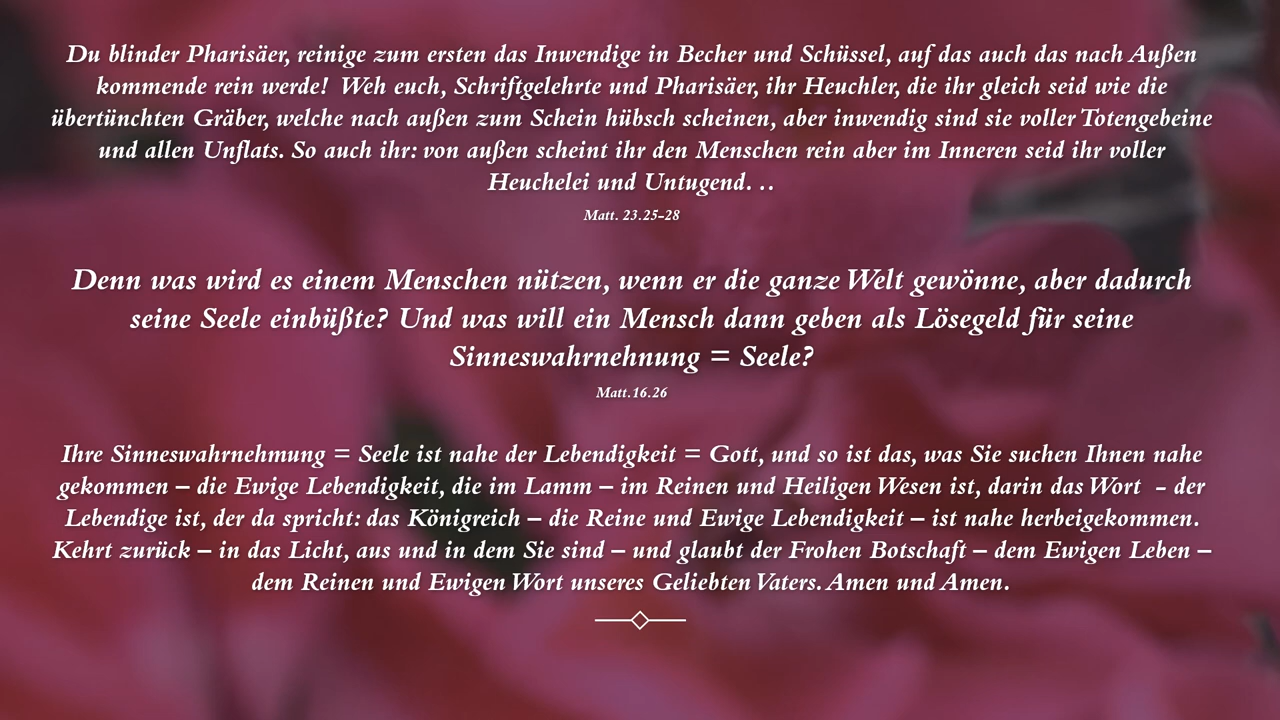 Du blinder Pharisäer, reinige zum ersten das Inwendige in Becher und Schüssel, auf das auch das nach Außen
kommende rein werde!  Weh euch, Schriftgelehrte und Pharisäer, ihr Heuchler, die ihr gleich seid wie die
übertünchten Gräber, welche nach außen zum Schein hübsch scheinen, aber inwendig sind sie voller Totengebeine
und allen Unflats. So auch ihr: von außen scheint ihr den Menschen rein aber im Inneren seid ihr voller
Heuchelei und Untugend. ..
Matt. 23.25-28
Denn was wird es einem Menschen nützen, wenn er die ganze Welt gewönne, aber dadurch
seine Seele einbüßte? Und was will ein Mensch dann geben als Lösegeld für seine
Sinneswahrnehnung = Seele?
Matt.16.26
Ihre Sinneswahrnehmung = Seele ist nahe der Lebendigkeit = Gott, und so ist das, was Sie suchen Ihnen nahe
gekommen – die Ewige Lebendigkeit, die im Lamm – im Reinen und Heiligen Wesen ist, darin das Wort  - der
Lebendige ist, der da spricht: das Königreich – die Reine und Ewige Lebendigkeit – ist nahe herbeigekommen.
Kehrt zurück – in das Licht, aus und in dem Sie sind – und glaubt der Frohen Botschaft – dem Ewigen Leben –
dem Reinen und Ewigen Wort unseres Geliebten Vaters. Amen und Amen.